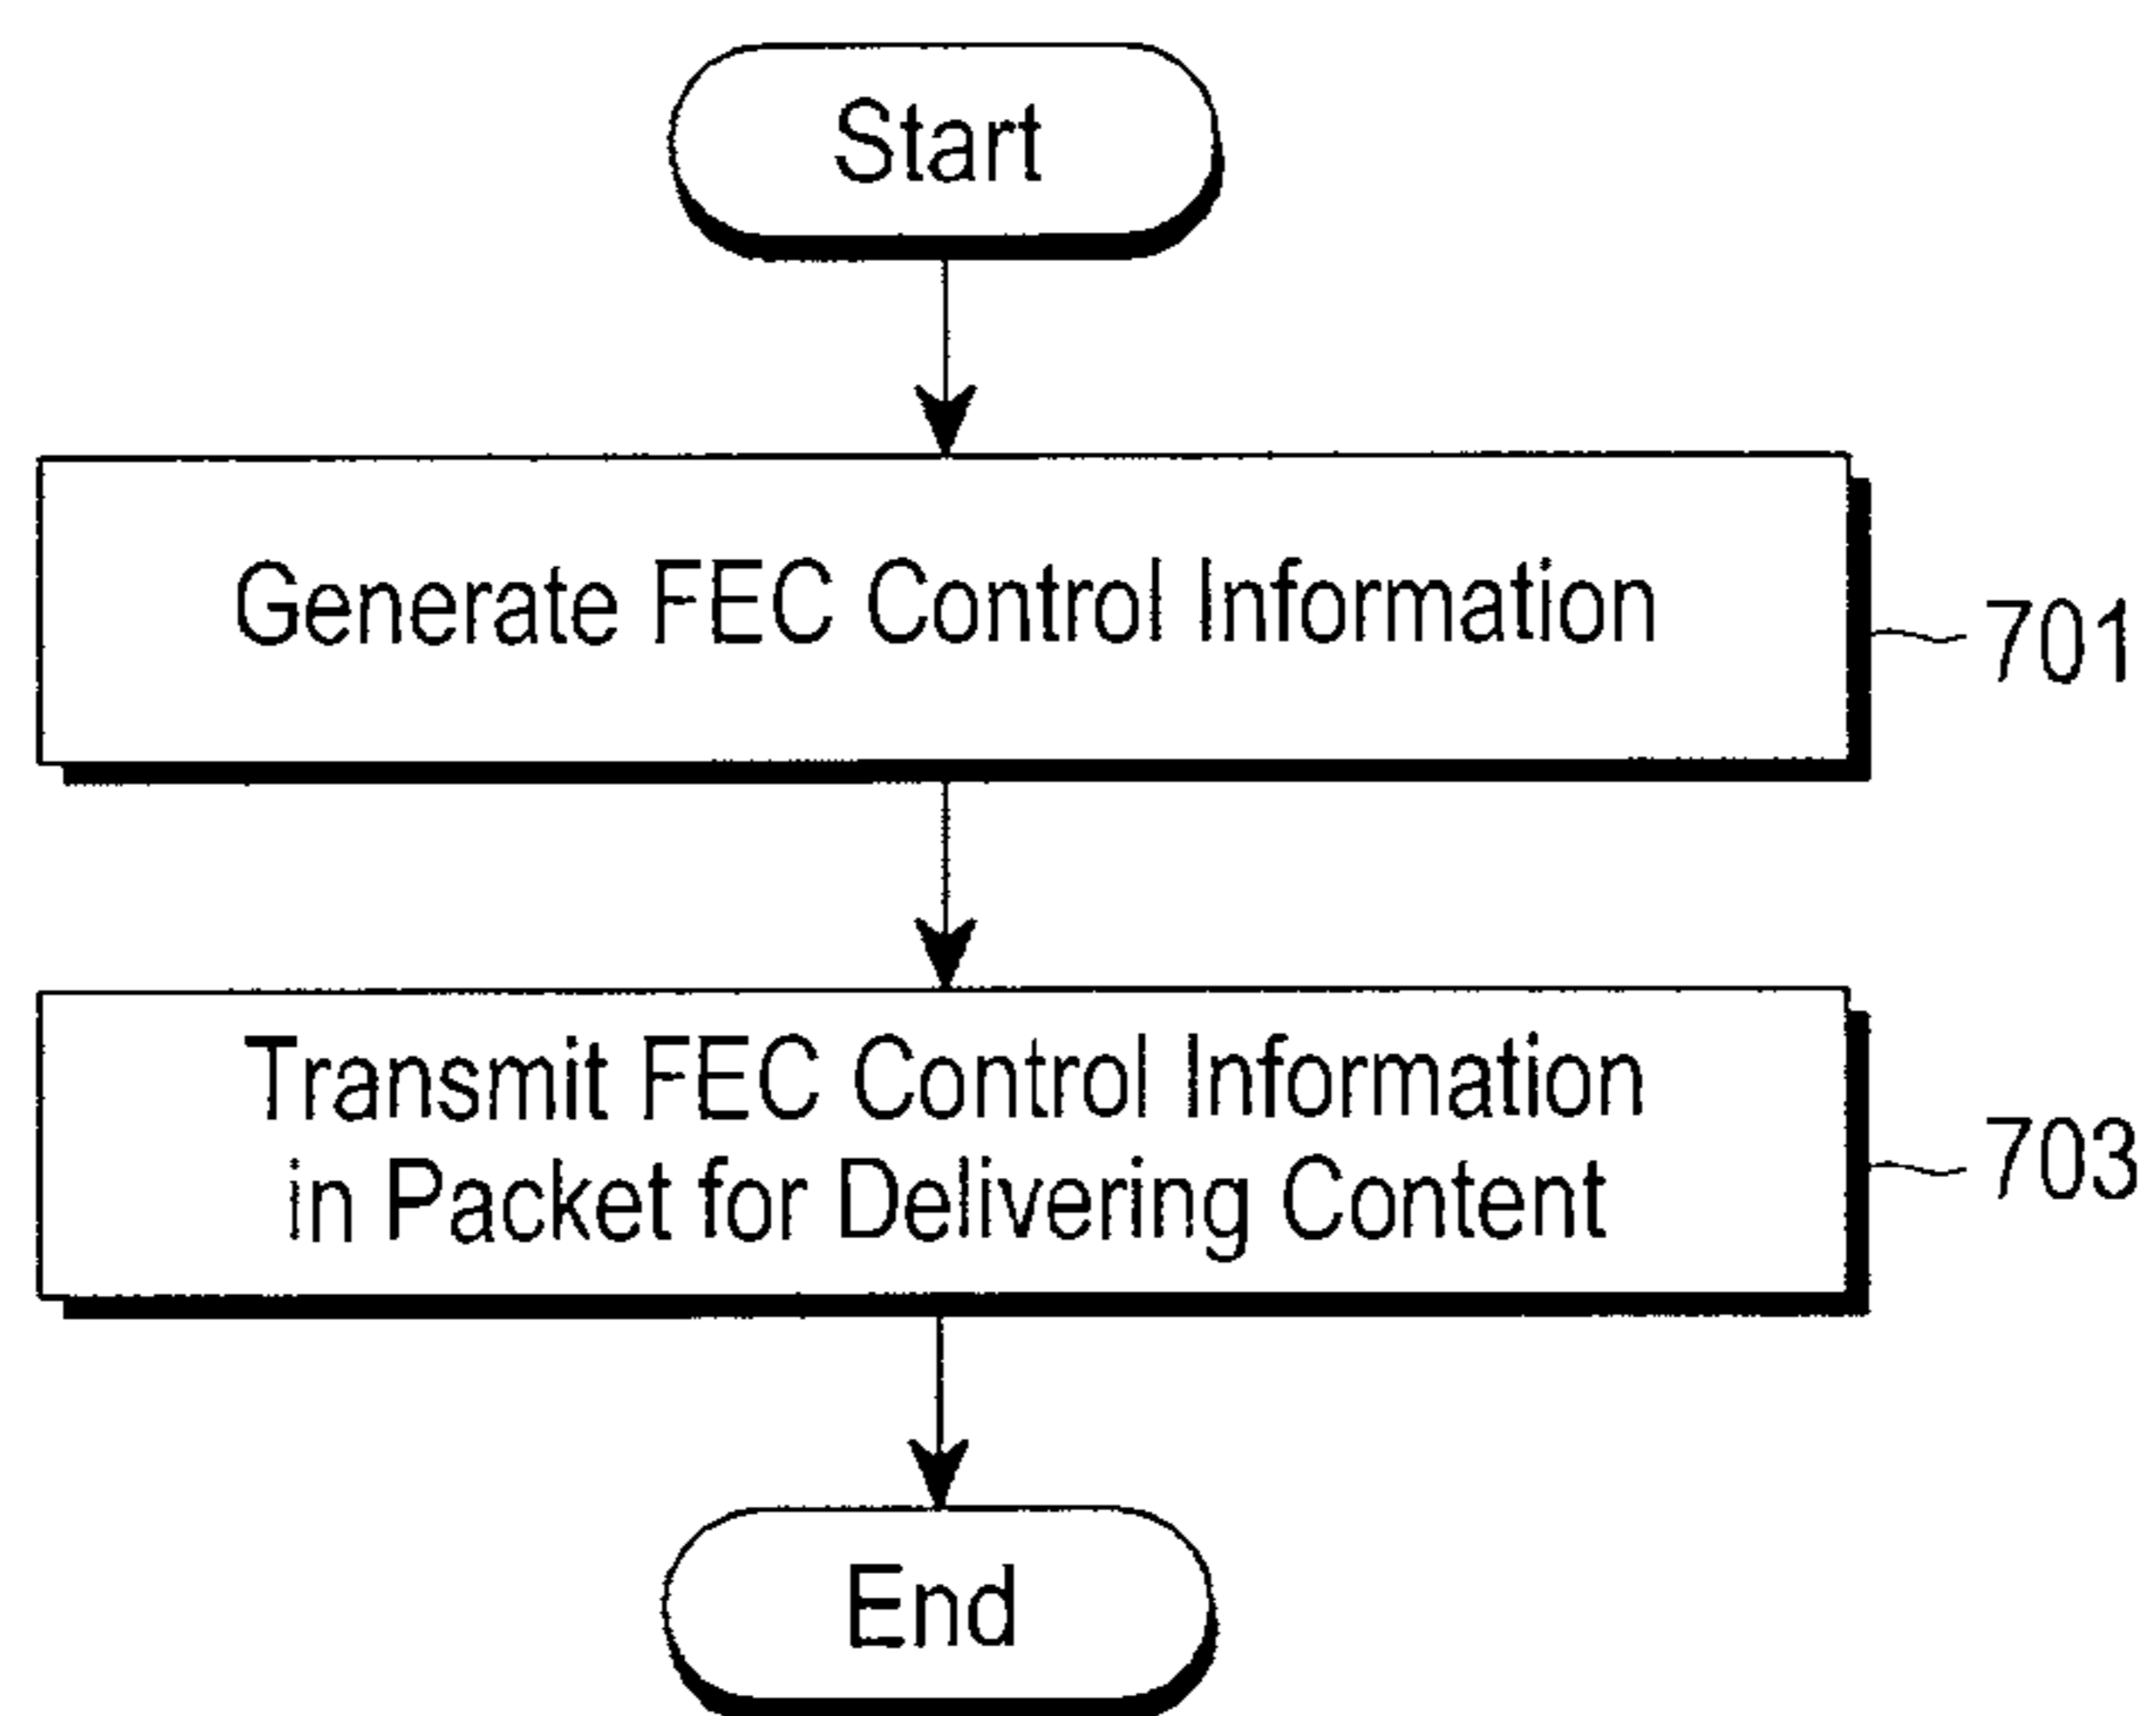 Start
Generate FEC Control Information
701
Transmit FEC Control Information
in Packet for Delivering Content
703
End